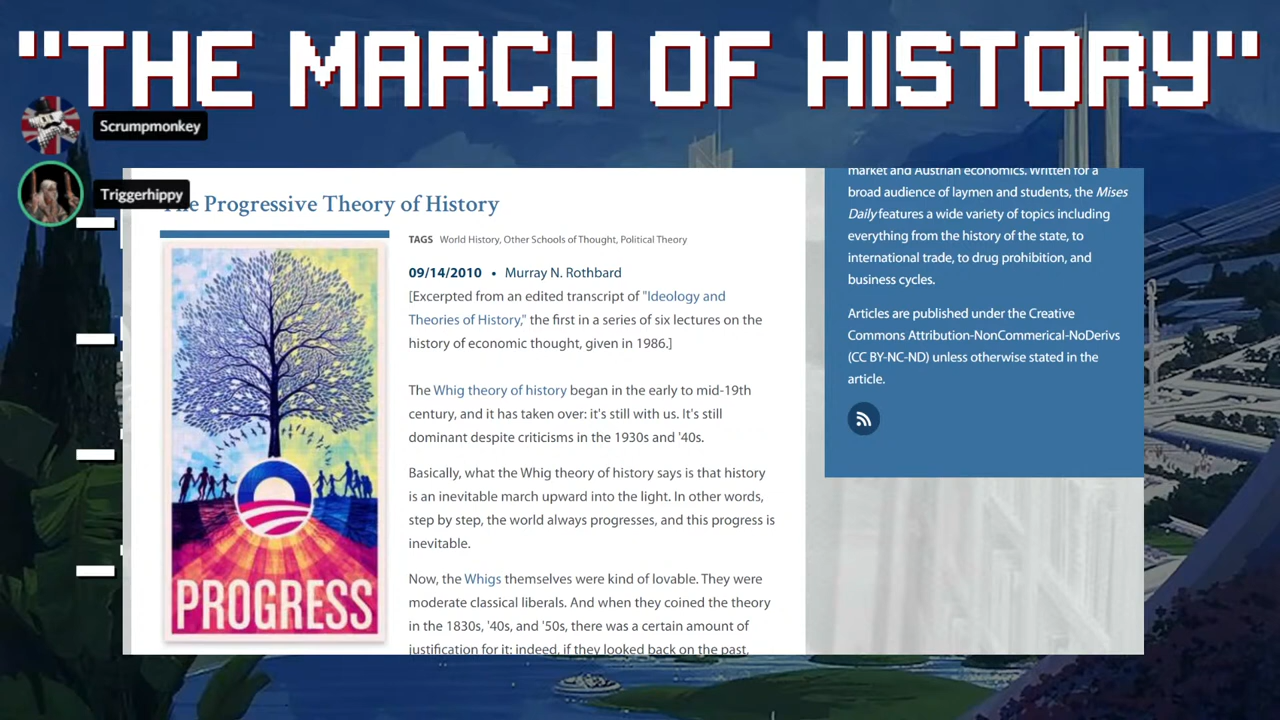 "THE MARCH OF HISTORY"
Scrumpmonkey
Triggerhippy
The Progressive Theory of History
TAGS World History, Other Schools of Thought, Political Theory
09/14/2010 • Murray N. Rothbard
[Excerpted from an edited transcript of "Ideology and
Theories of History," the first in a series of six lectures on the
history of economic thought, given in 1986.]
The Whig theory of history began in the early to mid-19th
century, and it has taken over: it's still with us. It's still
dominant despite criticisms in the 1930s and '40s.
Basically, what the Whig theory of history says is that history
is an inevitable march upward into the light. In other words,
step by step, the world always progresses, and this progress is
inevitable.
Now, the Whigs themselves were kind of lovable. They were
moderate classical liberals. And when they coined the theory
in the 1830s, '40s, and '50s, there was a certain amount of
justification for it: indeed, if they looked back on the past,
PROGRESS
market and Austrian economics. Written for a
broad audience of laymen and students, the Mises
Daily features a wide variety of topics including
everything from the history of the state, to
international trade, to drug prohibition, and
business cycles.
Articles are published under the Creative
Commons Attribution-NonCommerical-NoDerivs
(CC BY-NC-ND) unless otherwise stated in the
article.